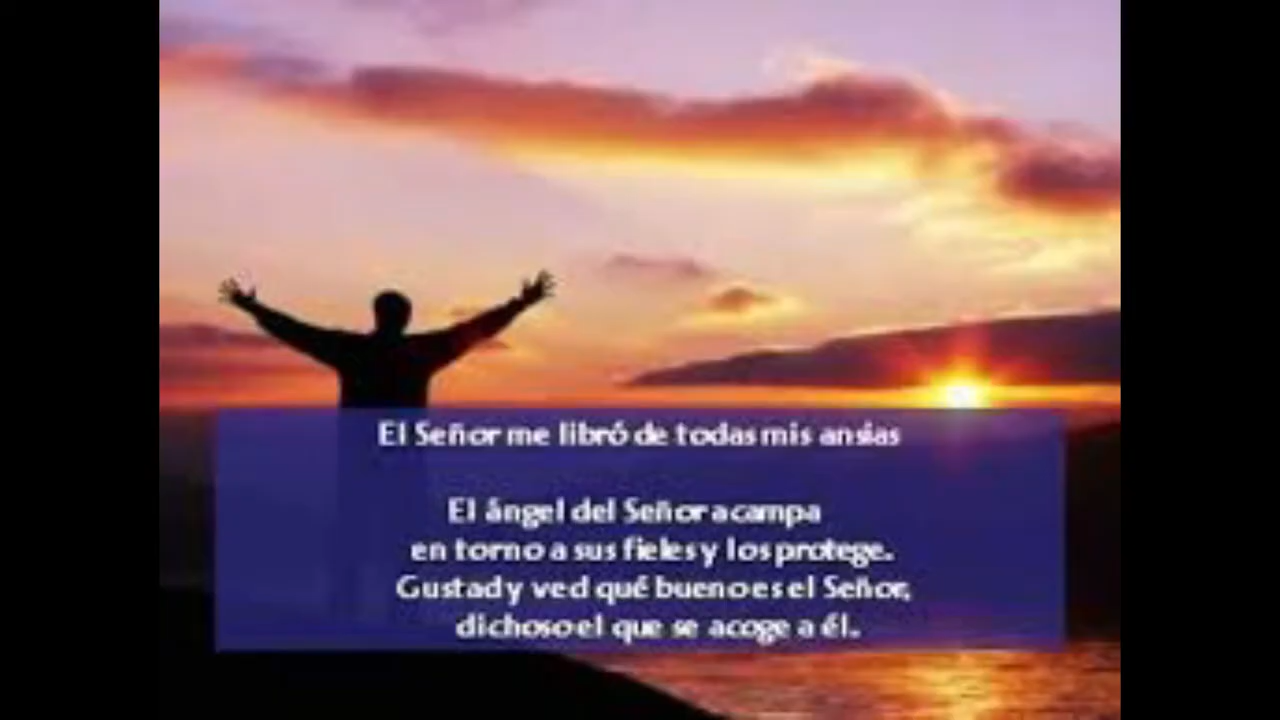 El Señor me libró de todas mis ansias
El ángel del Señor acampa
en torno a sus fieles y los protege.
Gustad y ved qué bueno es el Señor,
dichoso el que se acoge a él.